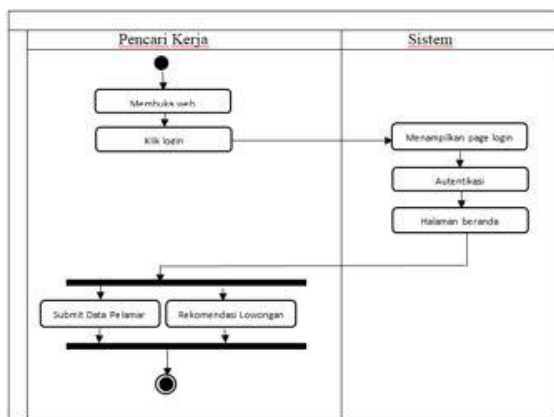 Pencari Kerja
Sistem
Membuka web
Klik login
Menampilkan page login
Autentikasi
Halaman beranda
Submit Data Pelamar
Rekomendasi Lowongan